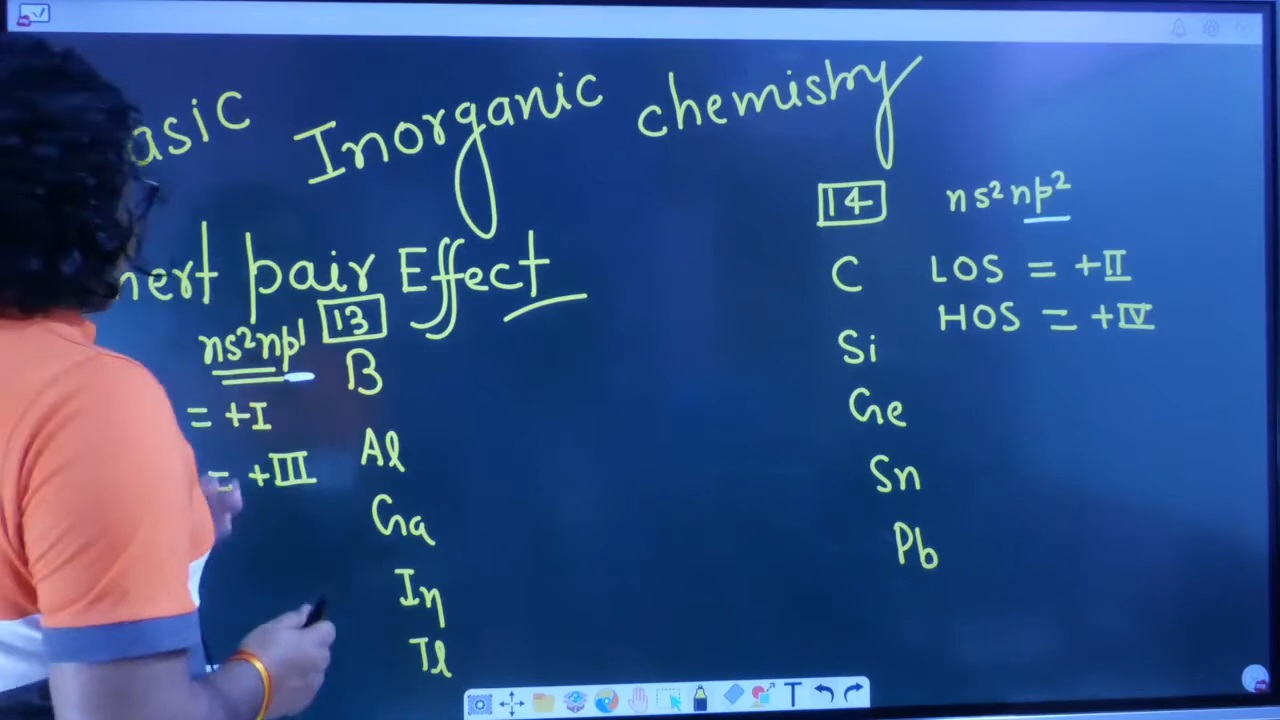 asic Inorganic chemistry
nert pair Effect
13
ns²np¹
B
= +I
= +III
Al
Ga
In
Tl
14 ns²np²
C LOS = +II
HOS = +IV
Si
Ge
Sn
Pb
T